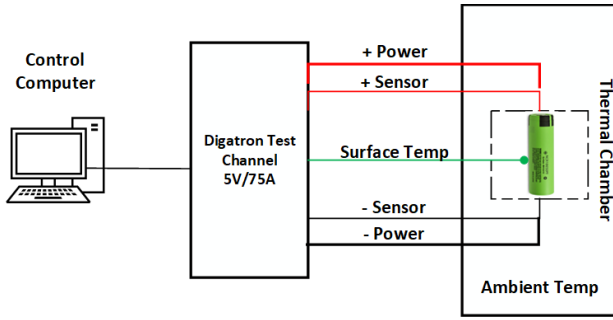 Control
Computer
Digatron Test
Channel
5V/75A
+ Power
+ Sensor
Surface Temp
- Sensor
- Power
Thermal Chamber
Ambient Temp